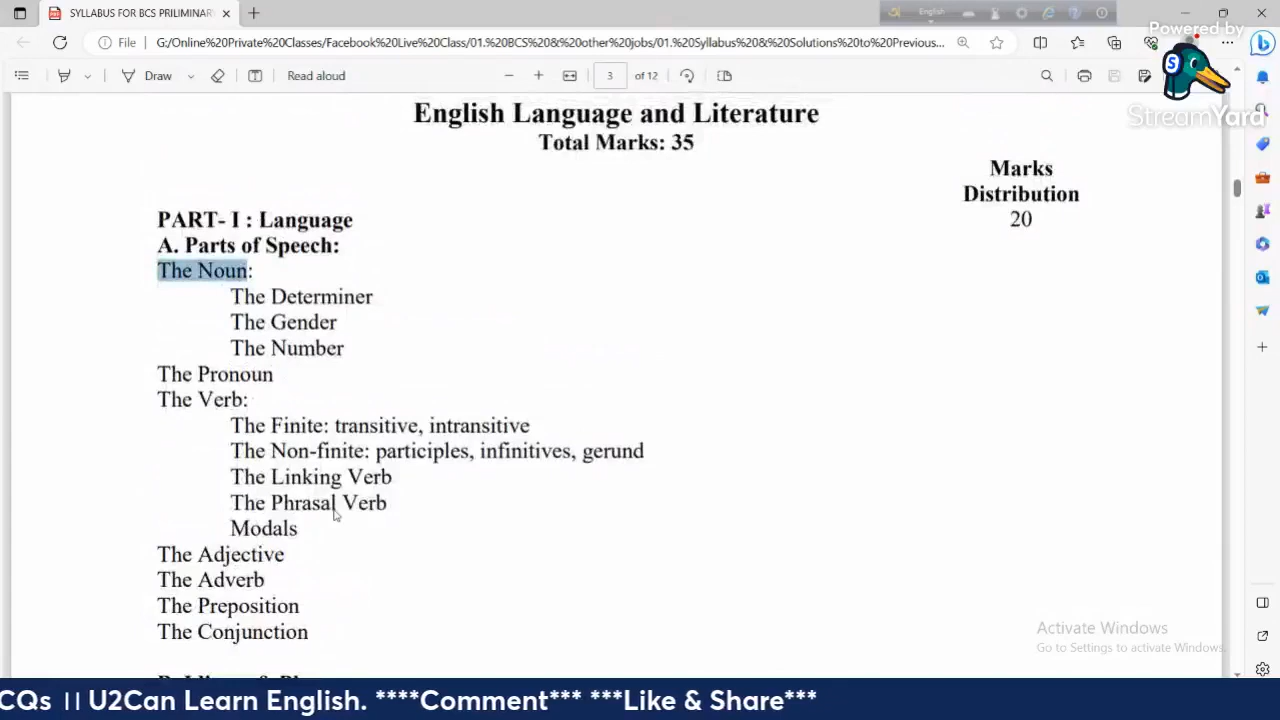 SYLLABUS FOR BCS PRILIMINAR
English
File
G:/Online%20Private%20Classes/Facebook%20Live%20Class/01.%20BCS%20&%20other%20jobs/01.%20Syllabus%20&%20Solutions%20to%20Previous...
Powered by
StreamYard
Draw
Read aloud
3 of 12
English Language and Literature
Total Marks: 35
Marks
Distribution
PART- I : Language 20
A. Parts of Speech:
The Noun:
The Determiner
The Gender
The Number
The Pronoun
The Verb:
The Finite: transitive, intransitive
The Non-finite: participles, infinitives, gerund
The Linking Verb
The Phrasal Verb
Modals
The Adjective
The Adverb
The Preposition
The Conjunction
Activate Windows
Go to Settings to activate Windows.
CQs || U2Can Learn English. ****Comment*** ***Like & Share***